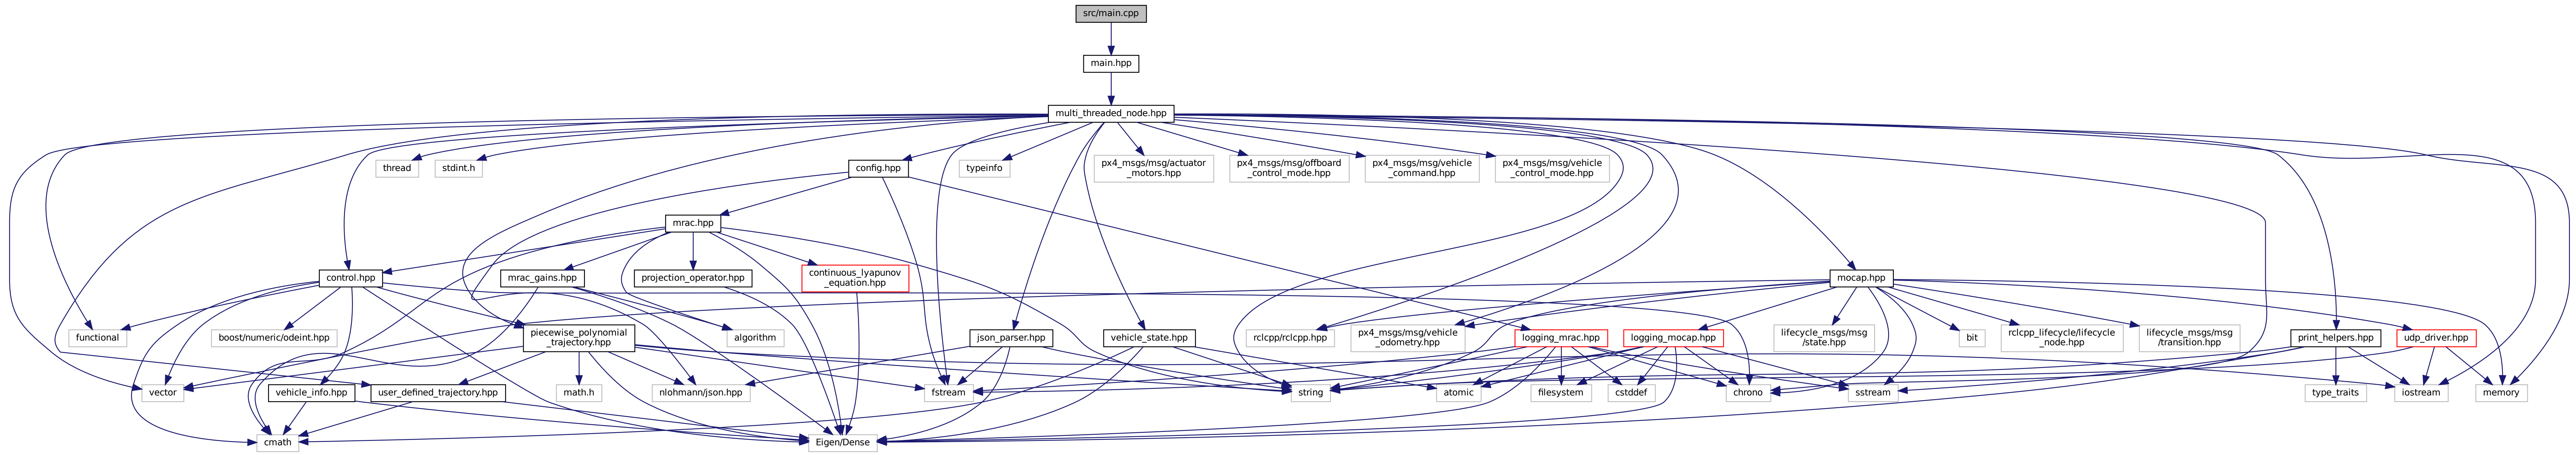 src/main.cpp
main.hpp
multi_threaded_node.hpp
thread
stdint.h
config.hpp
typeinfo
px4_msgs/msg/actuator
_motors.hpp
px4_msgs/msg/offboard
_control_mode.hpp
px4_msgs/msg/vehicle
_command.hpp
px4_msgs/msg/vehicle
_control_mode.hpp
mrac.hpp
control.hpp
mrac_gains.hpp
projection_operator.hpp
continuous_lyapunov
_equation.hpp
mocap.hpp
functional
boost/numeric/odeint.hpp
piecewise_polynomial
_trajectory.hpp
algorithm
json_parser.hpp
vehicle_state.hpp
rclcpp/rclcpp.hpp
px4_msgs/msg/vehicle
_odometry.hpp
logging_mrac.hpp
logging_mocap.hpp
lifecycle_msgs/msg
/state.hpp
bit
rclcpp_lifecycle/lifecycle
_node.hpp
lifecycle_msgs/msg
/transition.hpp
print_helpers.hpp
udp_driver.hpp
vector
vehicle_info.hpp
user_defined_trajectory.hpp
math.h
nlohmann/json.hpp
fstream
string
atomic
filesystem
cstddef
chrono
sstream
type_traits
iostream
memory
cmath
Eigen/Dense